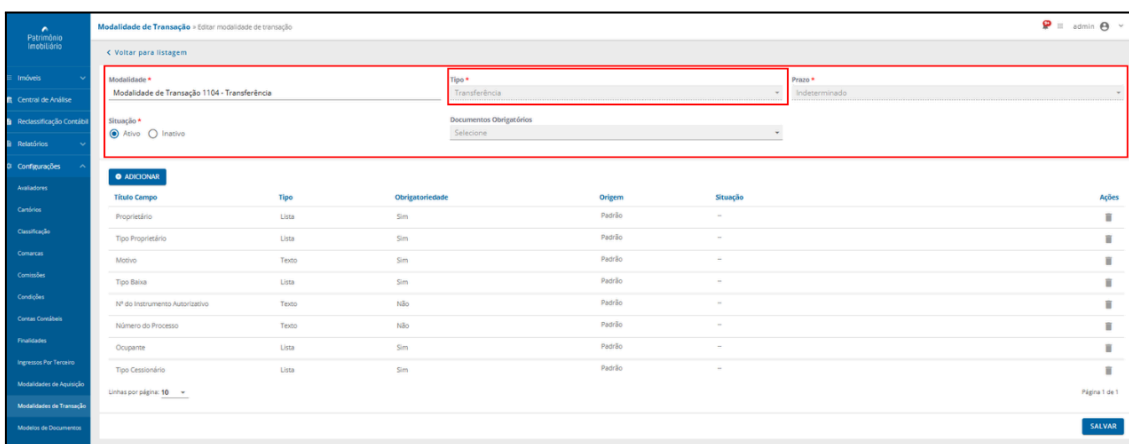 Patrimônio
Imobiliário
Modalidade de Transação > Editar modalidade de transação
admin
Voltar para listagem
Imóveis
Central de Análise
Reclassificação Contábil
Relatórios
Configurações
Avaliadores
Cartórios
Classificação
Comarcas
Comissões
Condições
Contas Contábeis
Finalidades
Ingressos Por Terceiro
Modalidades de Aquisição
Modalidades de Transação
Modelos de Documentos
Modalidade * Tipo * Prazo *
Modalidade de Transação 1104 - Transferência Transferência Indeterminado
Situação * Documentos Obrigatórios
Ativo Inativo Selecione
ADICIONAR
Título Campo Tipo Obrigatoriedade Origem Situação Ações
Proprietário Lista Sim Padrão --
Tipo Proprietário Lista Sim Padrão --
Motivo Texto Sim Padrão --
Tipo Baixa Lista Sim Padrão --
Nº do Instrumento Autorizativo Texto Não Padrão --
Número do Processo Texto Não Padrão --
Ocupante Lista Sim Padrão --
Tipo Cessionário Lista Sim Padrão --
Linhas por página: 10 Página 1 de 1
SALVAR